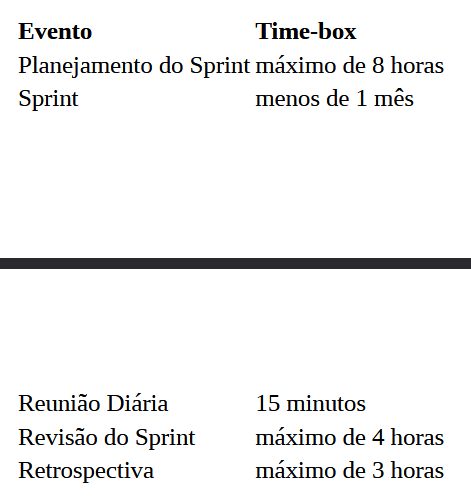 Evento Time-box
Planejamento do Sprint máximo de 8 horas
Sprint menos de 1 mês
Reunião Diária 15 minutos
Revisão do Sprint máximo de 4 horas
Retrospectiva máximo de 3 horas